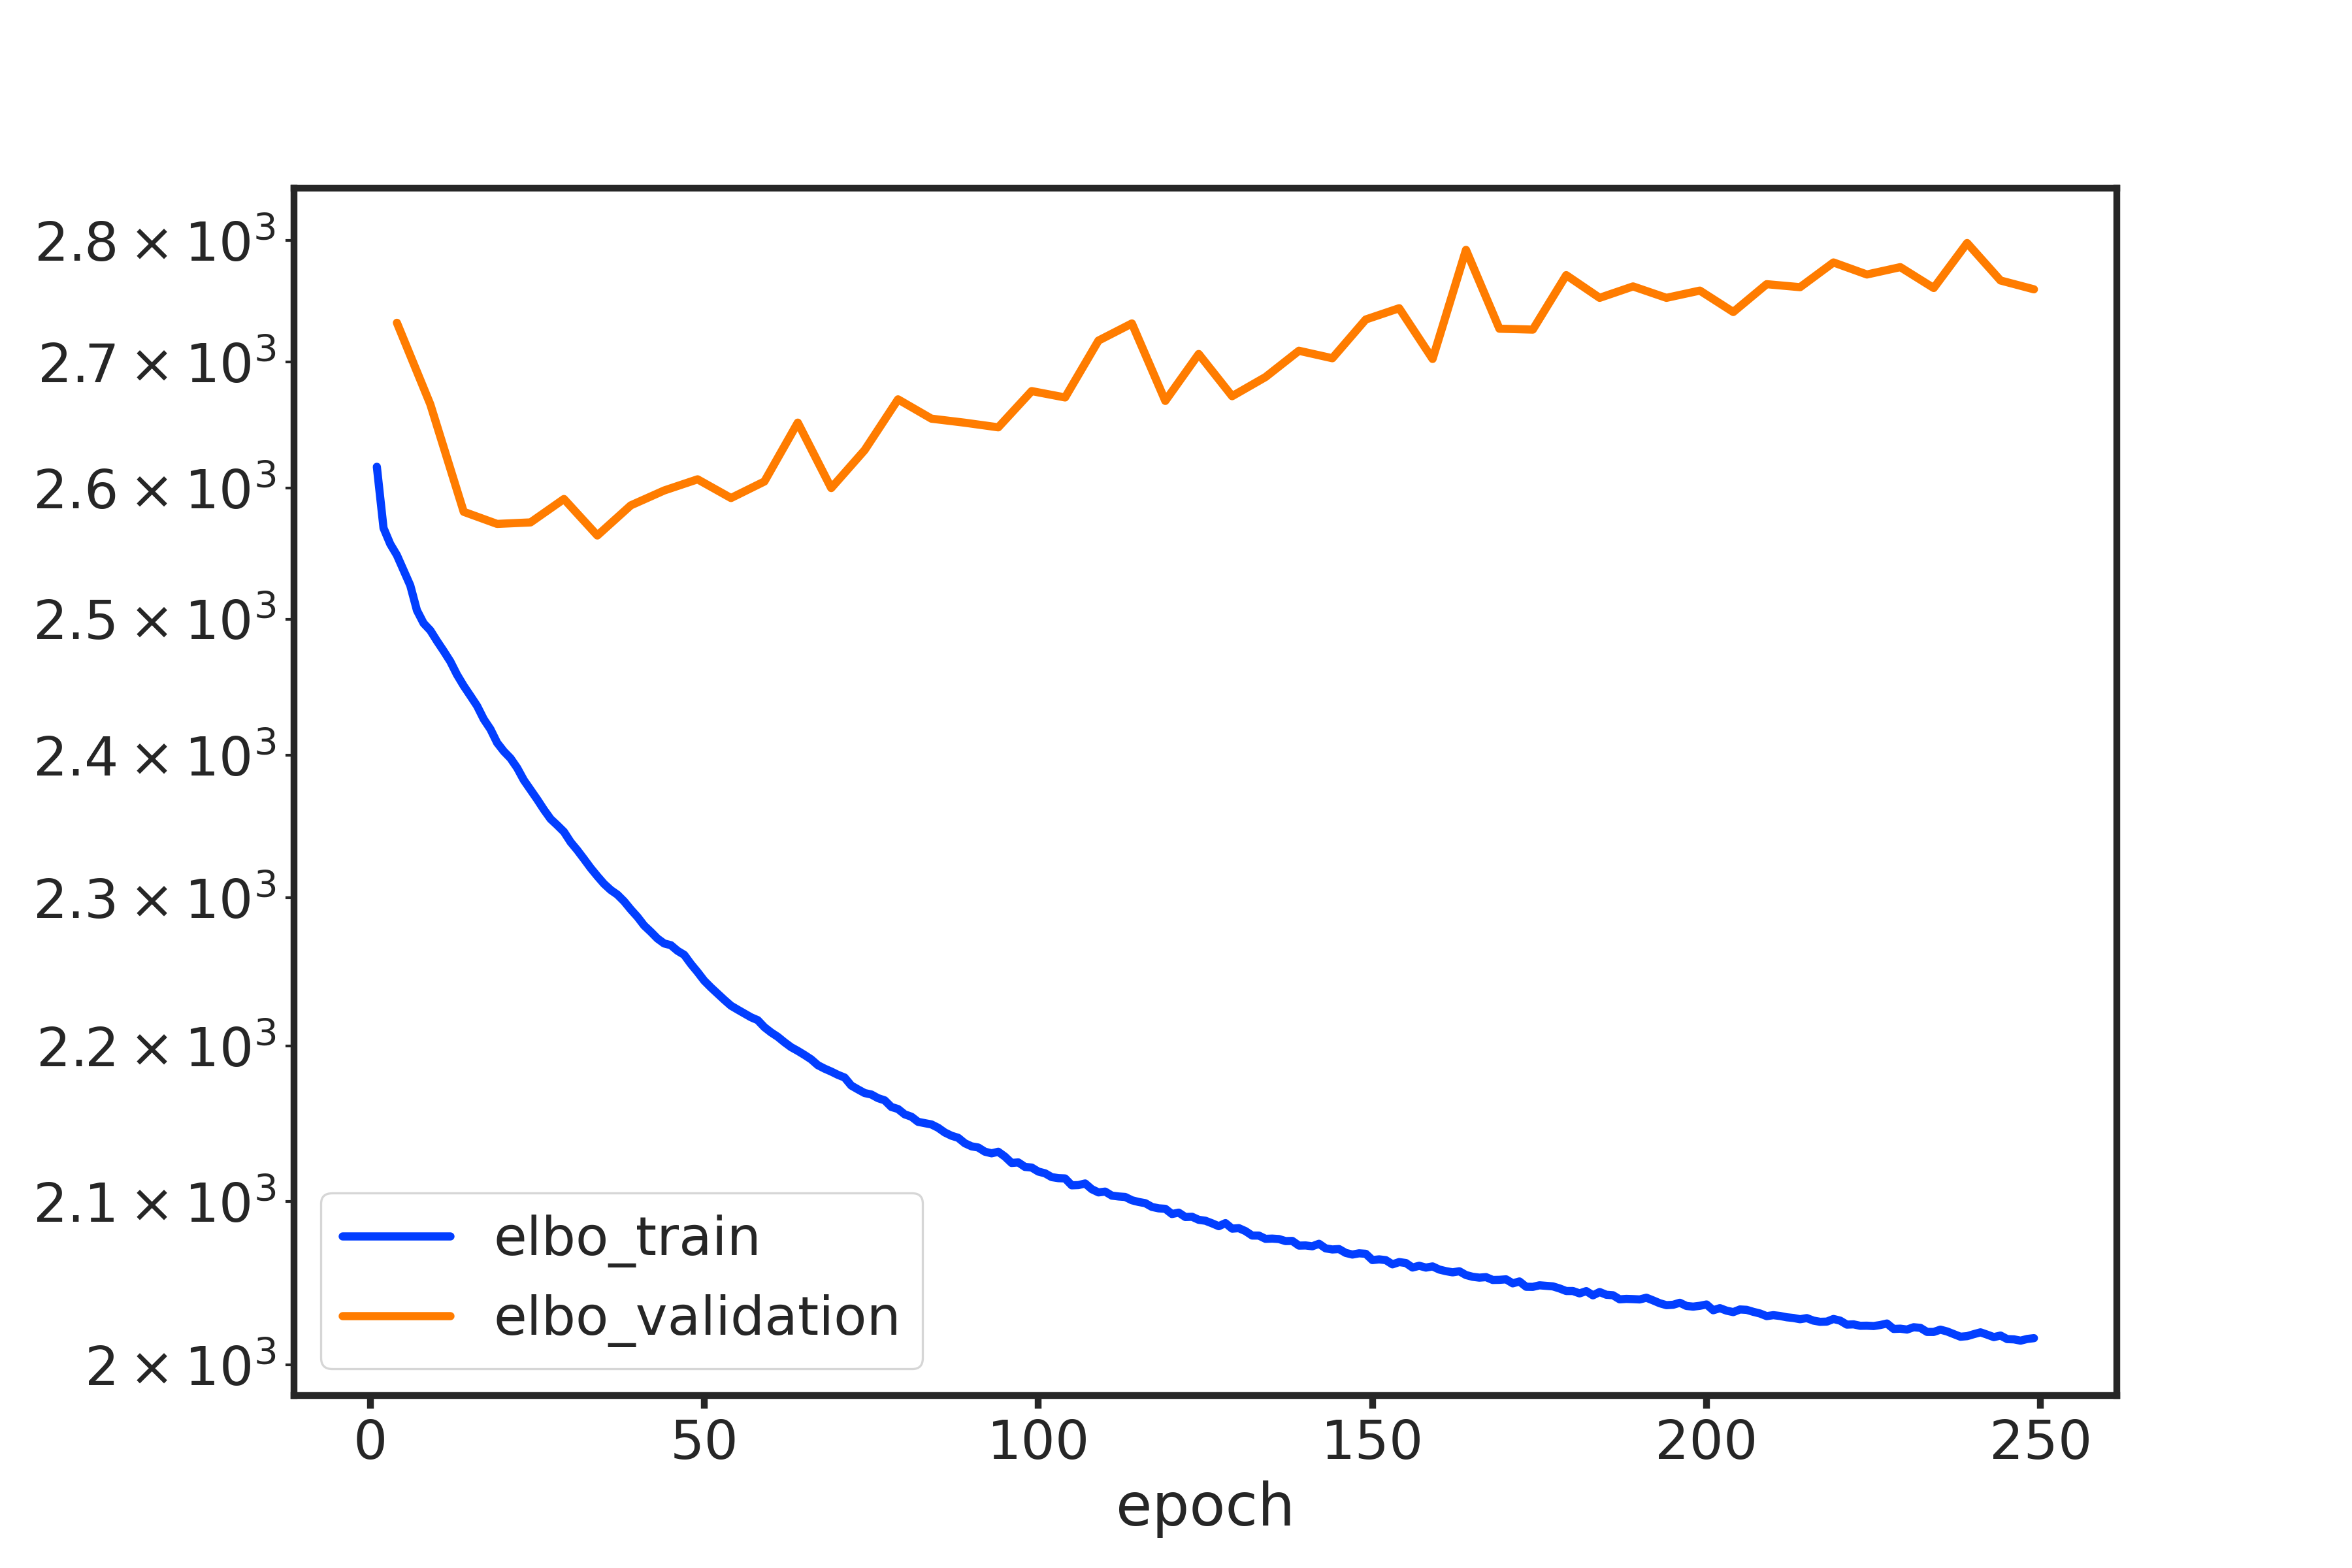 2.8 × 10³
2.7 × 10³
2.6 × 10³
2.5 × 10³
2.4 × 10³
2.3 × 10³
2.2 × 10³
2.1 × 10³
2 × 10³
elbo_train
elbo_validation
0 50 100 150 200 250
epoch